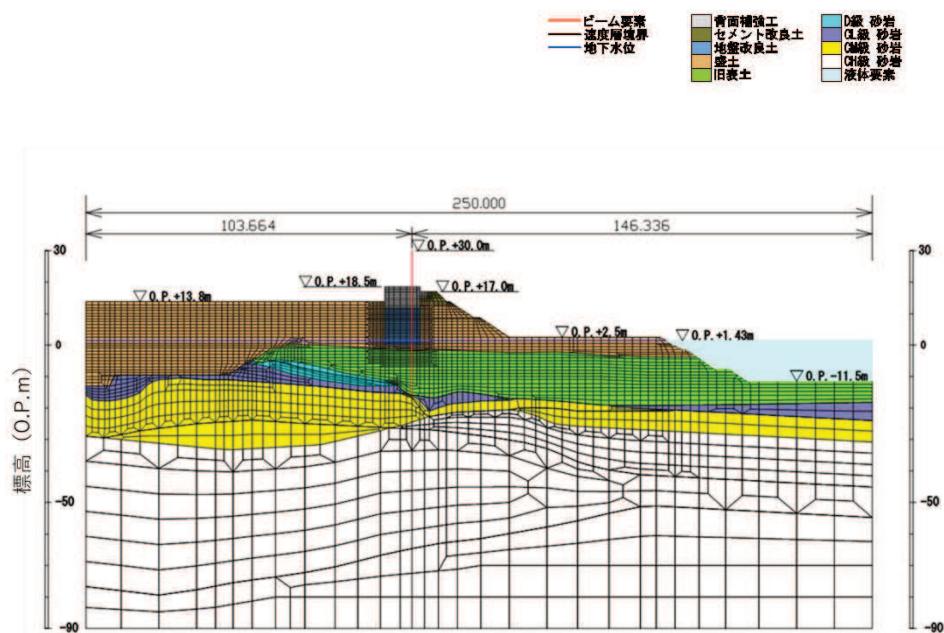 ビーム要素
速度層境界
地下水位
背面補強工
セメント改良土
地盤改良土
盛土
旧表土
D級 砂岩
CL級 砂岩
CM級 砂岩
CH級 砂岩
液体要素
250.000
103.664
146.336
O.P.+30.0m
O.P.+18.5m
O.P.+17.0m
O.P.+13.8m
O.P.+2.5m
O.P.+1.43m
O.P.-11.5m
30
0
-50
-90
標高 (O.P.m)
30
0
-50
-90